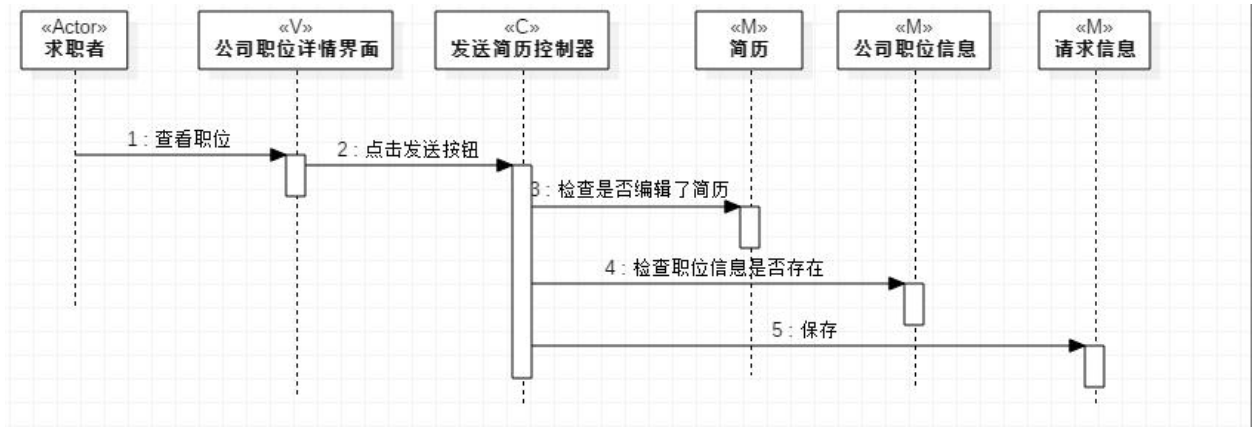 «Actor»
求职者
«V»
公司职位详情界面
«C»
发送简历控制器
«M»
简历
«M»
公司职位信息
«M»
请求信息
1 : 查看职位
2 : 点击发送按钮
3 : 检查是否编辑了简历
4 : 检查职位信息是否存在
5 : 保存